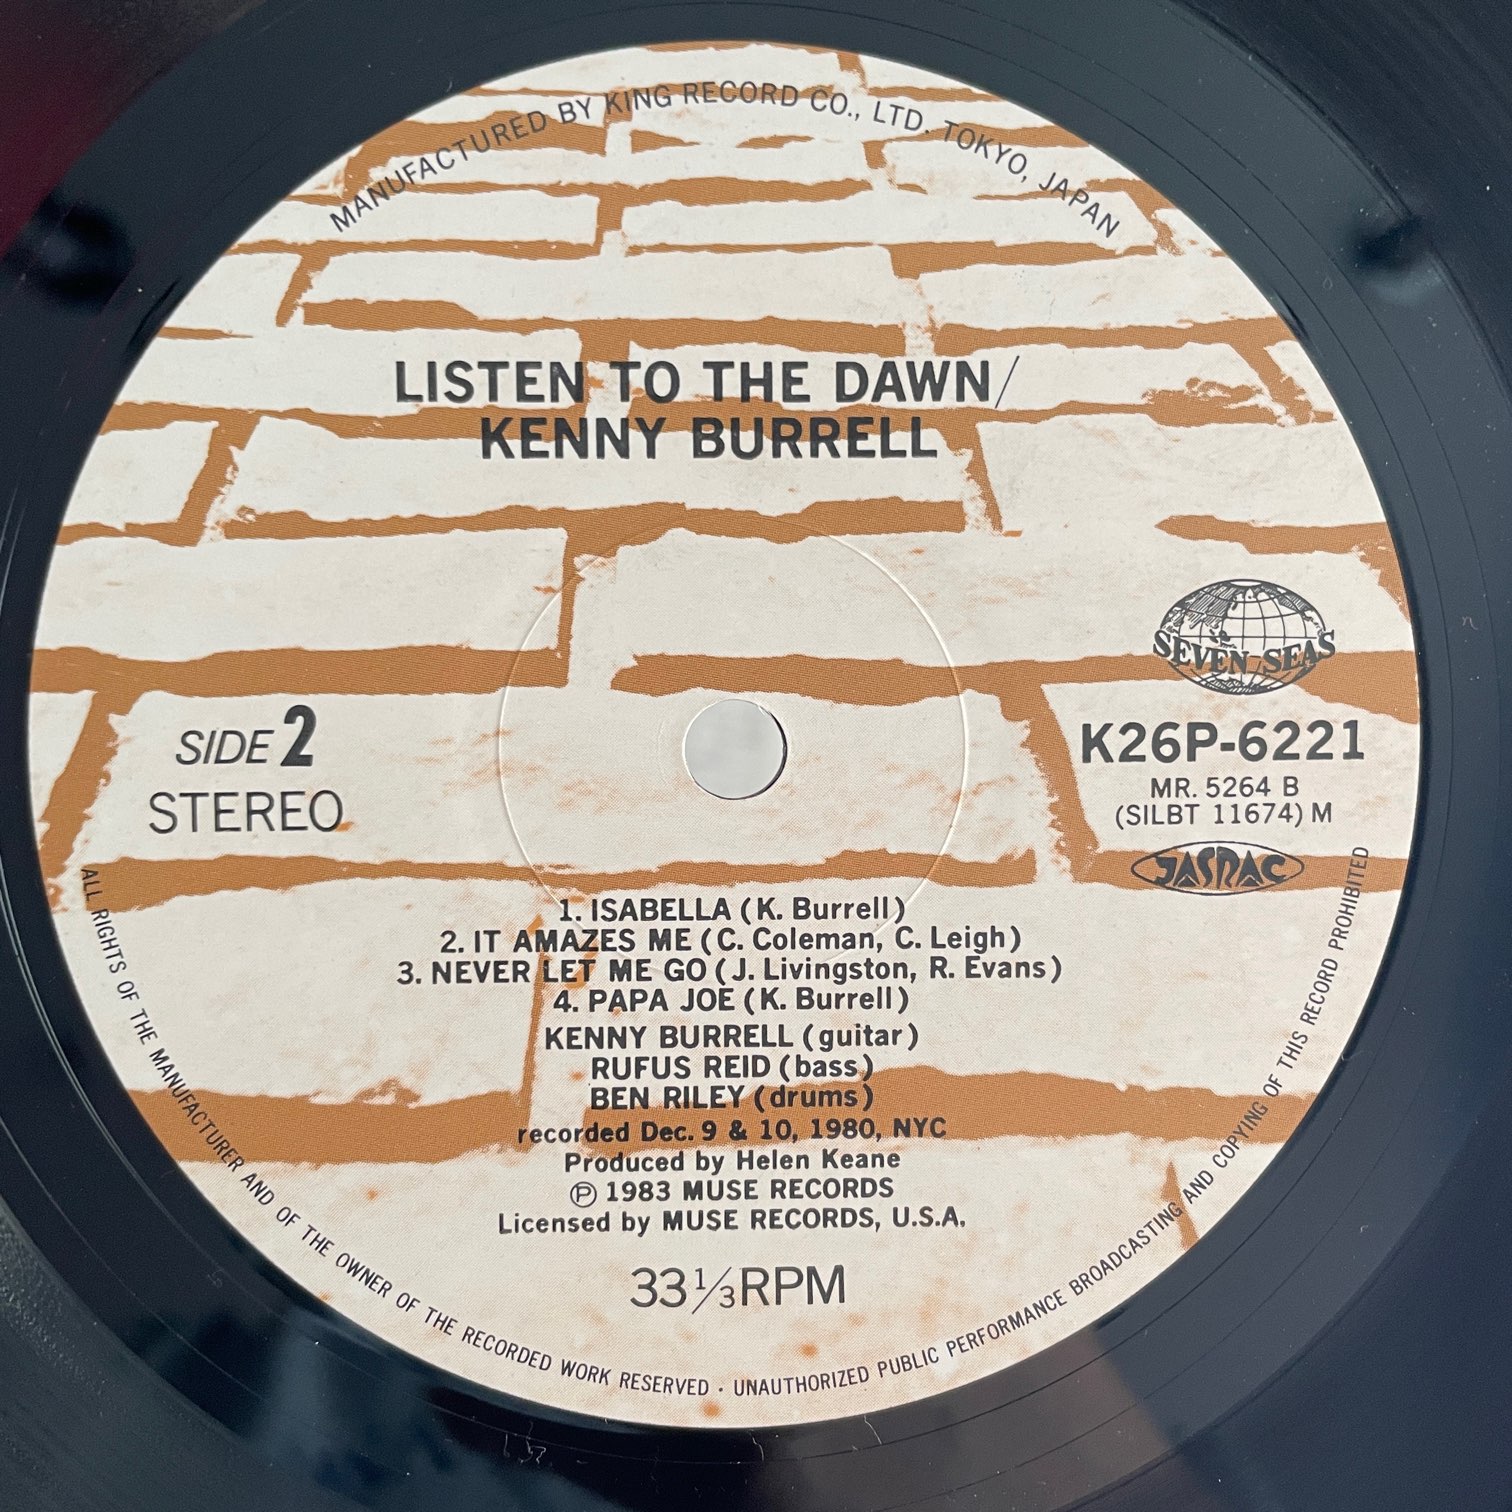 MANUFACTURED BY KING RECORD CO., LTD. TOKYO, JAPAN
LISTEN TO THE DAWN/
KENNY BURRELL
SEVEN SEAS
SIDE 2
STEREO
K26P-6221
MR. 5264 B
(SILBT 11674) M
JASRAC
1. ISABELLA (K. Burrell)
2. IT AMAZES ME (C. Coleman, C. Leigh)
3. NEVER LET ME GO (J. Livingston, R. Evans)
4. PAPA JOE (K. Burrell)
KENNY BURRELL (guitar)
RUFUS REID (bass)
BEN RILEY (drums)
recorded Dec. 9 & 10, 1980, NYC
Produced by Helen Keane
Ⓟ 1983 MUSE RECORDS
Licensed by MUSE RECORDS, U.S.A.
33 1/3 RPM
ALL RIGHTS OF THE MANUFACTURER AND OF THE OWNER OF THE RECORDED WORK RESERVED · UNAUTHORIZED PUBLIC PERFORMANCE BROADCASTING AND COPYING OF THIS RECORD PROHIBITED